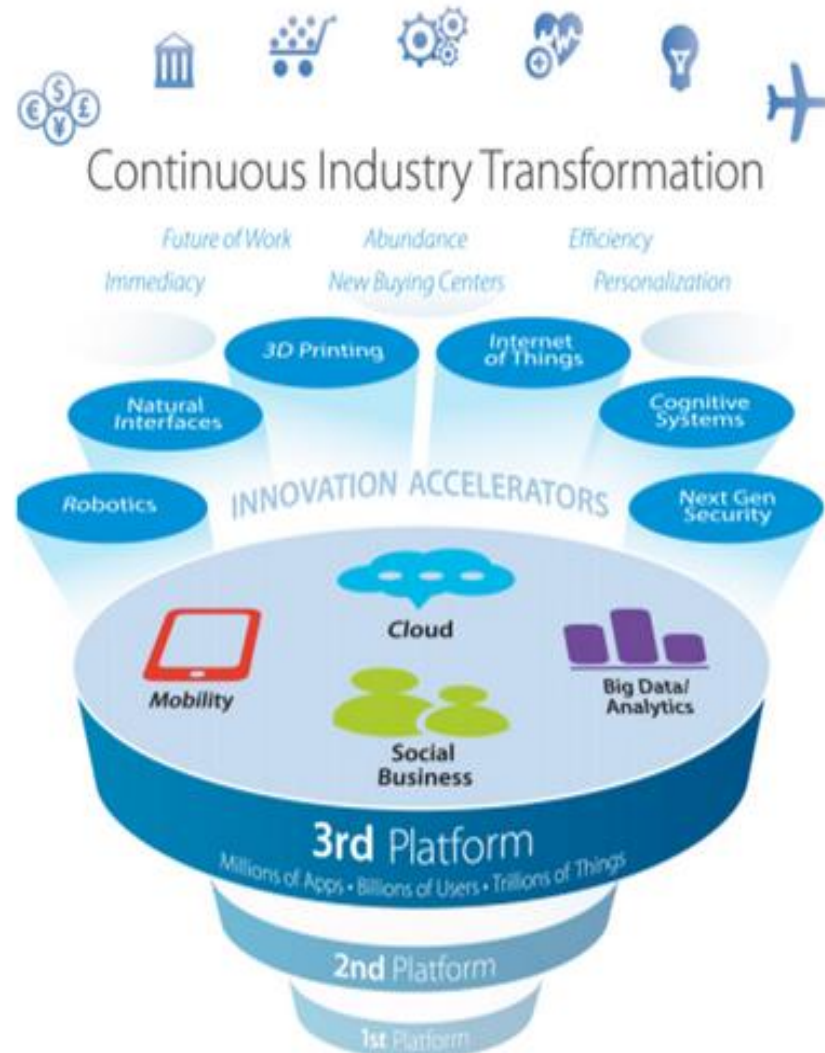 € $ £ ¥
Continuous Industry Transformation
Future of Work Abundance Efficiency
Immediacy New Buying Centers Personalization
3D Printing
Internet
of Things
Natural
Interfaces
Cognitive
Systems
Robotics
INNOVATION ACCELERATORS
Next Gen
Security
Cloud
Mobility
Big Data/
Analytics
Social
Business
3rd Platform
Millions of Apps • Billions of Users • Trillions of Things
2nd Platform
1st Platform